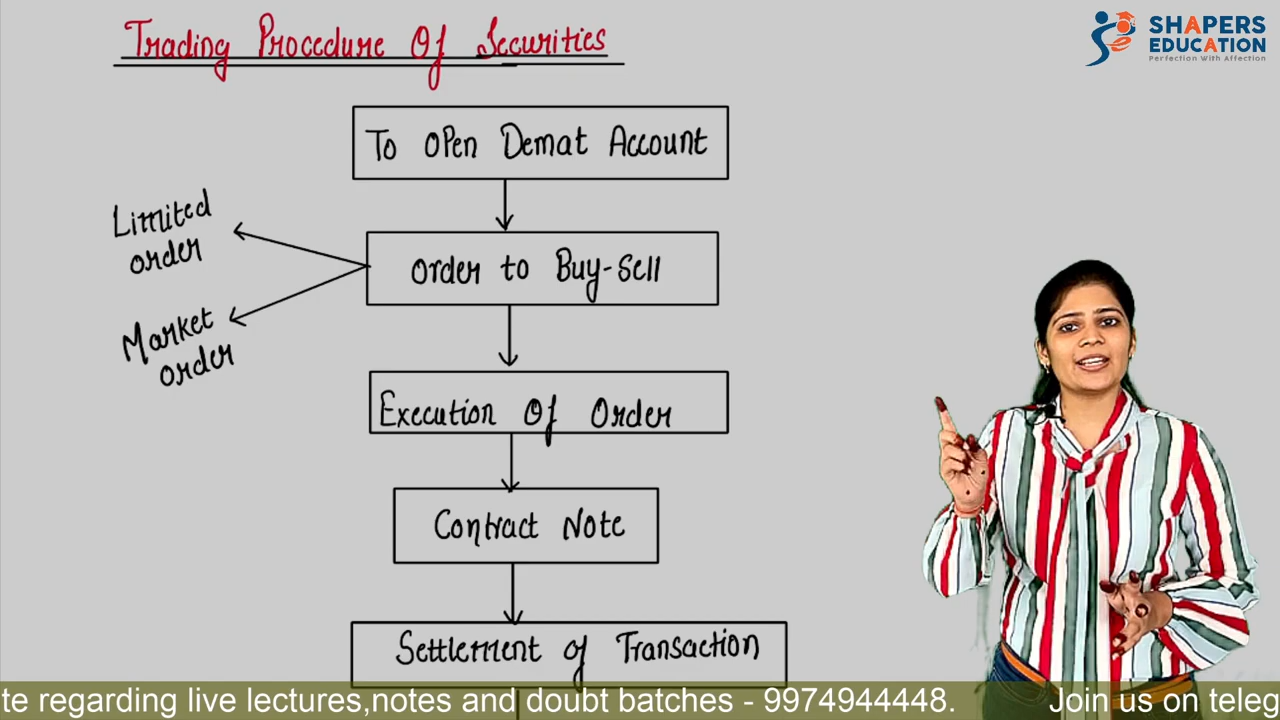 Trading Procedure Of Securities
SHAPERS
EDUCATION
Perfection With Affection
To Open Demat Account
Limited
order
Order to Buy-Sell
Market
order
Execution Of Order
Contract Note
Settlement of Transaction
te regarding live lectures,notes and doubt batches - 9974944448. Join us on teleg